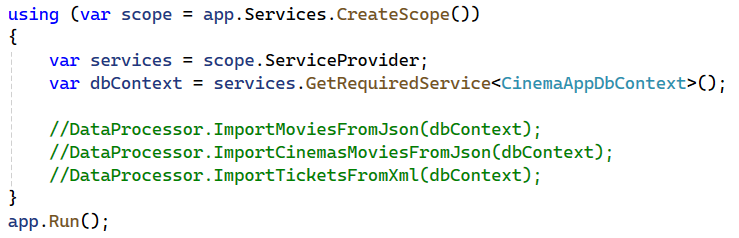 using (var scope = app.Services.CreateScope())
{
    var services = scope.ServiceProvider;
    var dbContext = services.GetRequiredService<CinemaAppDbContext>();

    //DataProcessor.ImportMoviesFromJson(dbContext);
    //DataProcessor.ImportCinemasMoviesFromJson(dbContext);
    //DataProcessor.ImportTicketsFromXml(dbContext);
}
app.Run();